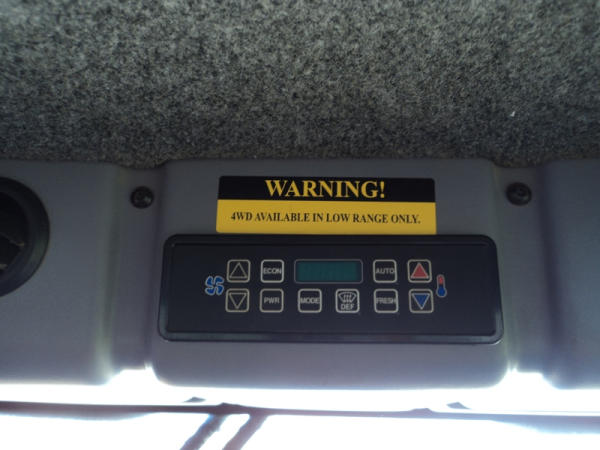 WARNING!
4WD AVAILABLE IN LOW RANGE ONLY.
ECON AUTO
PWR MODE DEF FRESH